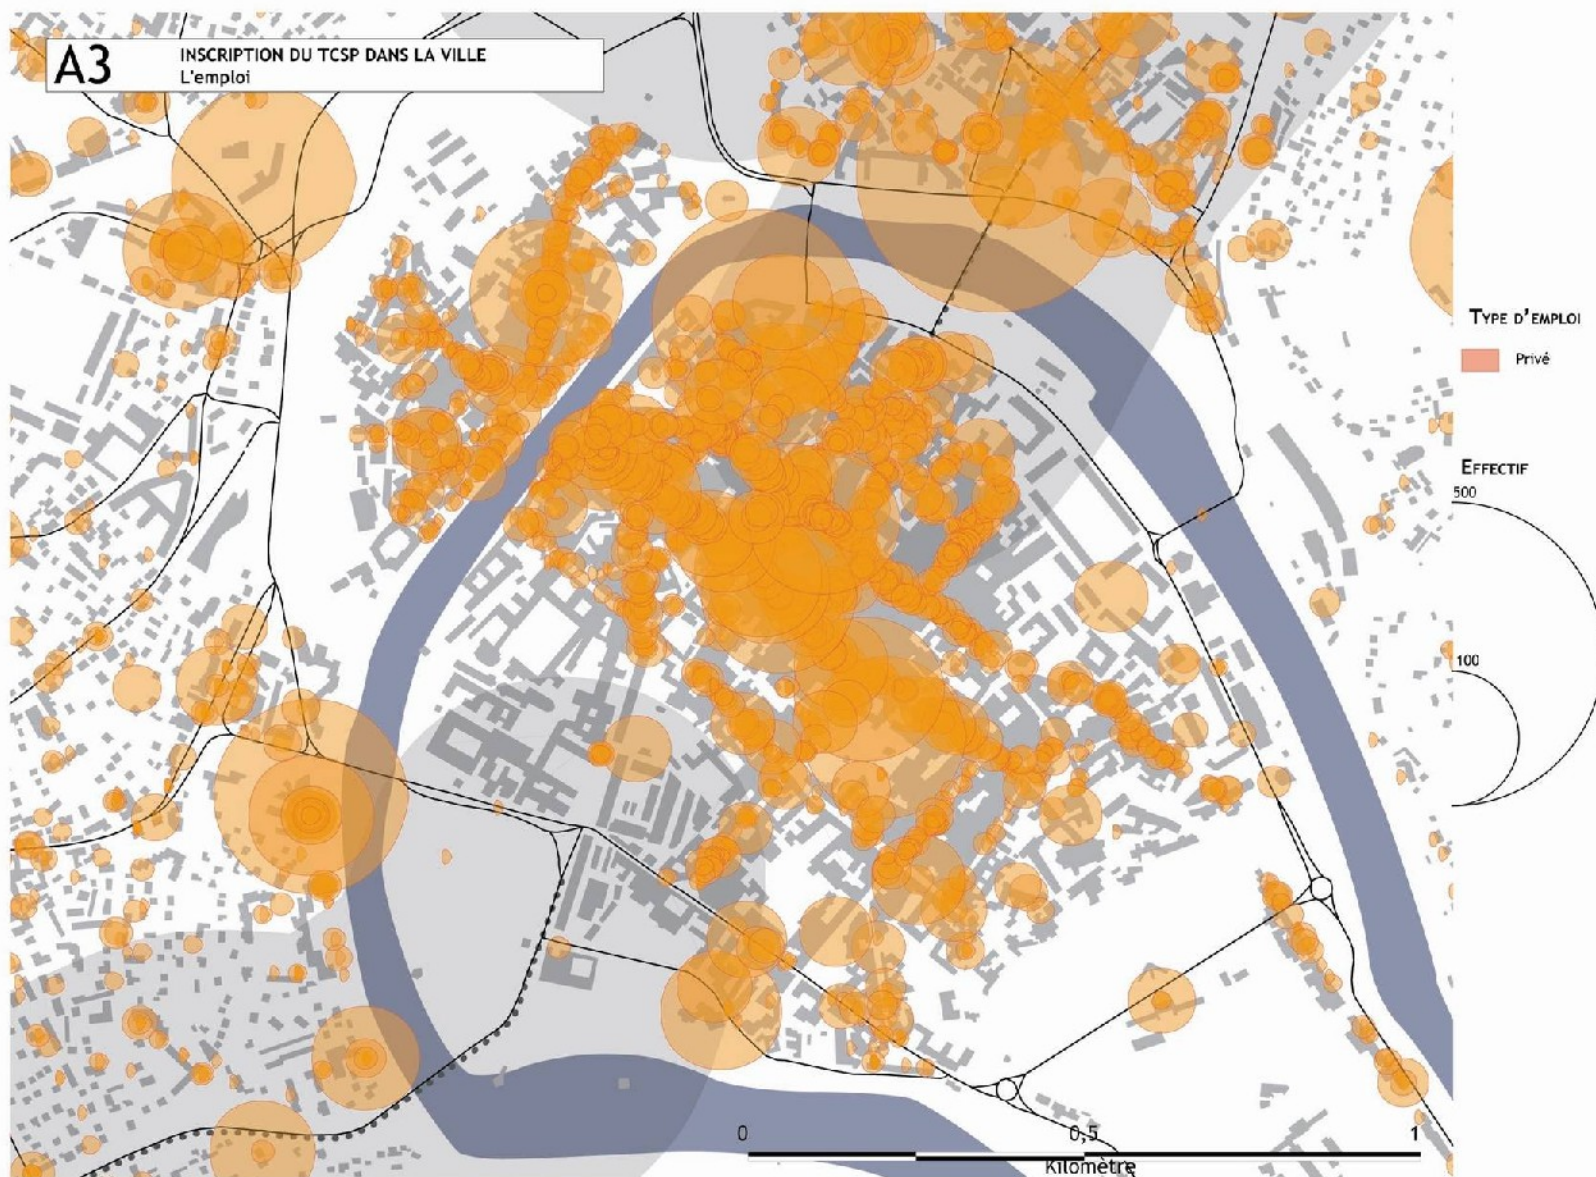 A3
INSCRIPTION DU TCSP DANS LA VILLE
L'emploi
TYPE D'EMPLOI
Privé
EFFECTIF
500
100
0 0,5 1
Kilomètre